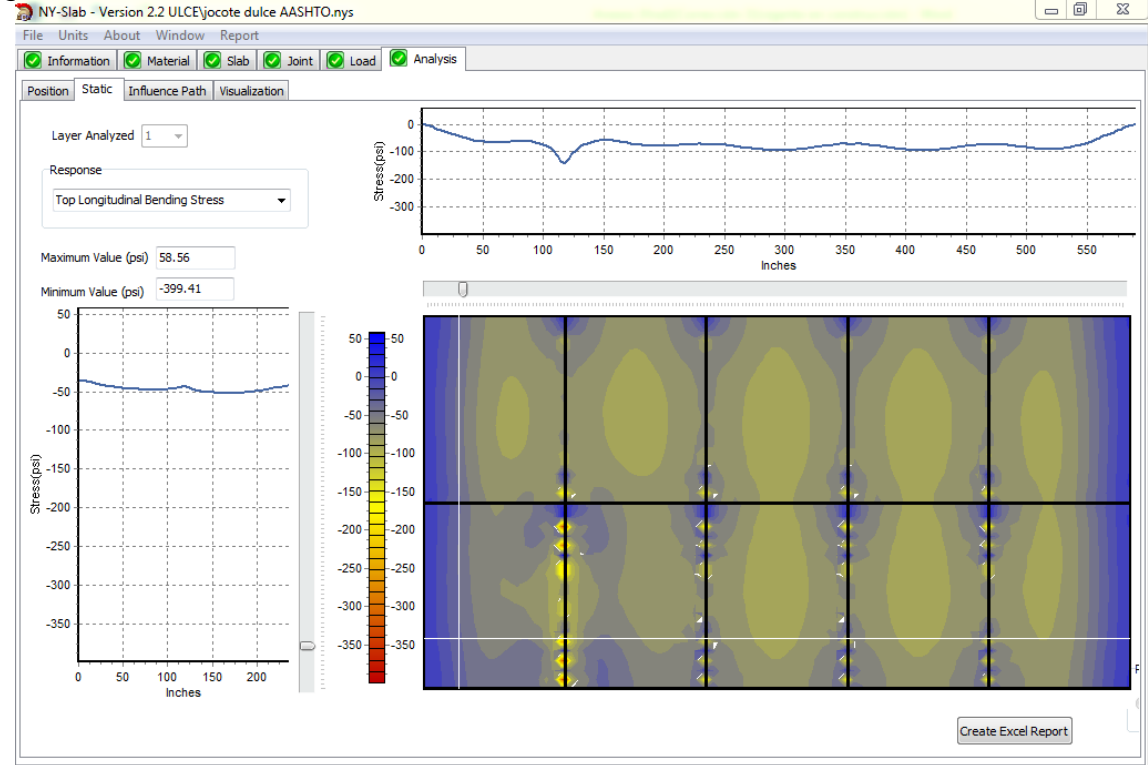 NY-Slab - Version 2.2 ULCE\jocote dulce AASHTO.nys
File Units About Window Report
Information Material Slab Joint Load Analysis
Position Static Influence Path Visualization
Layer Analyzed 1
Response
Top Longitudinal Bending Stress
Maximum Value (psi) 58.56
Minimum Value (psi) -399.41
Stress(psi)
0
-100
-200
-300
0 50 100 150 200 250 300 350 400 450 500 550
Inches
Stress(psi)
50
0
-50
-100
-150
-200
-250
-300
-350
0 50 100 150 200
Inches
50 50
0 0
-50 -50
-100 -100
-150 -150
-200 -200
-250 -250
-300 -300
-350 -350
Create Excel Report